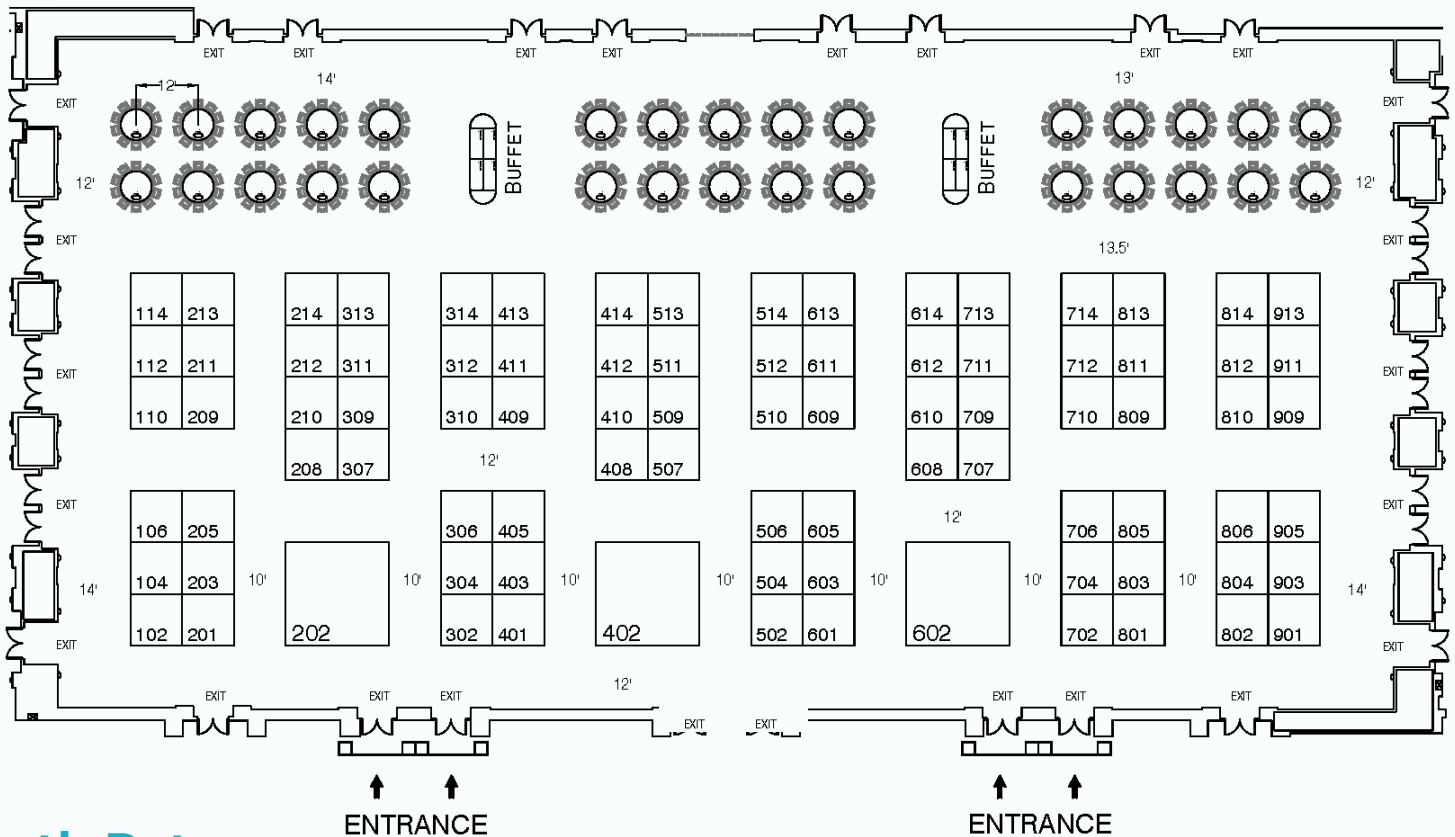 EXIT EXIT EXIT EXIT EXIT EXIT EXIT EXIT
14' 13'
12'
EXIT EXIT
BUFFET BUFFET
12' 12'
EXIT EXIT
13.5'
114 213 214 313 314 413 414 513 514 613 614 713 714 813 814 913
112 211 212 311 312 411 412 511 512 611 612 711 712 811 812 911
EXIT EXIT
110 209 210 309 310 409 410 509 510 609 610 709 710 809 810 909
12'
208 307 408 507 608 707
EXIT EXIT
12'
106 205 306 405 506 605 706 805 806 905
104 203 10' 10' 304 403 10' 10' 504 603 10' 10' 704 803 10' 804 903
14' 14'
102 201 202 302 401 402 502 601 602 702 801 802 901
EXIT EXIT
12'
EXIT EXIT EXIT EXIT EXIT EXIT
EXIT EXIT
ENTRANCE ENTRANCE